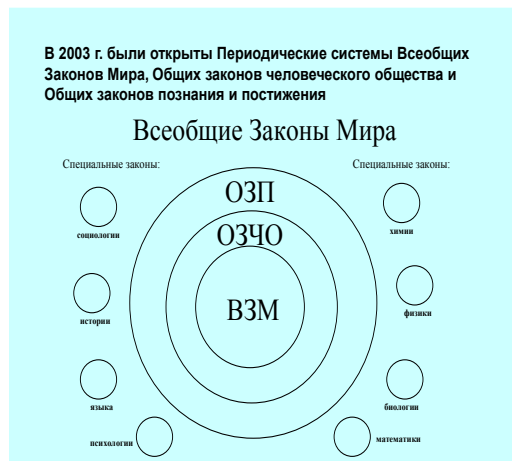 В 2003 г. были открыты Периодические системы Всеобщих
Законов Мира, Общих законов человеческого общества и
Общих законов познания и постижения
Всеобщие Законы Мира
Специальные законы:
Специальные законы:
ОЗП
социологии
химии
ОЗЧО
ВЗМ
истории
физики
языка
биологии
психологии
математики